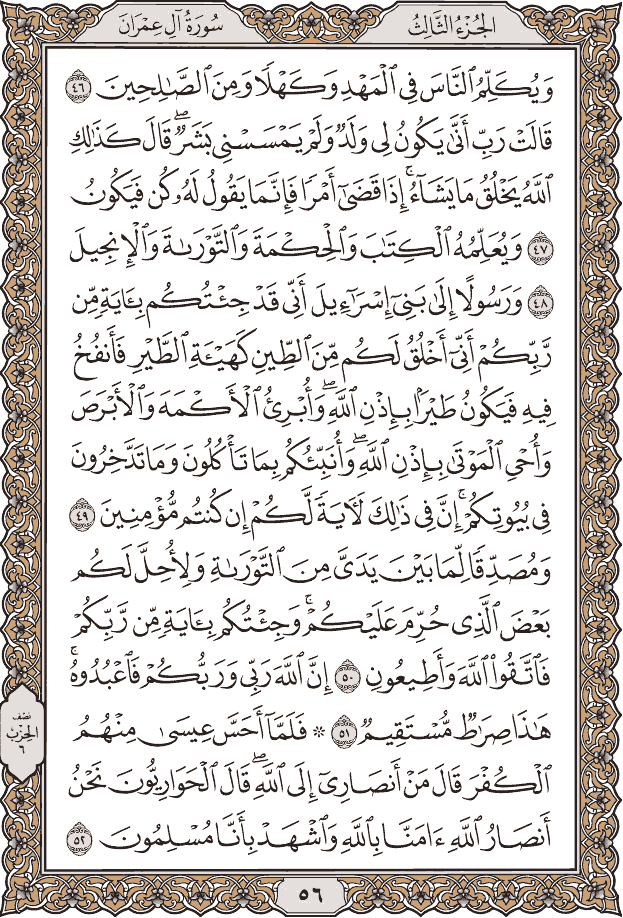 الجُزْءُ الثَّالِثُ
سُورَةُ آلِ عِمْرَانَ
وَيُكَلِّمُ ٱلنَّاسَ فِي ٱلْمَهْدِ وَكَهْلًا وَمِنَ ٱلصَّٰلِحِينَ ٤٦
قَالَتْ رَبِّ أَنَّىٰ يَكُونُ لِي وَلَدٌ وَلَمْ يَمْسَسْنِي بَشَرٌۖ قَالَ كَذَٰلِكِ
ٱللَّهُ يَخْلُقُ مَا يَشَآءُۚ إِذَا قَضَىٰٓ أَمْرًا فَإِنَّمَا يَقُولُ لَهُۥ كُن فَيَكُونُ
٤٧ وَيُعَلِّمُهُ ٱلْكِتَٰبَ وَٱلْحِكْمَةَ وَٱلتَّوْرَىٰةَ وَٱلْإِنجِيلَ
٤٨ وَرَسُولًا إِلَىٰ بَنِيٓ إِسْرَٰٓءِيلَ أَنِّي قَدْ جِئْتُكُم بِـَٔايَةٍ مِّن
رَّبِّكُمْ أَنِّيٓ أَخْلُقُ لَكُم مِّنَ ٱلطِّينِ كَهَيْـَٔةِ ٱلطَّيْرِ فَأَنفُخُ
فِيهِ فَيَكُونُ طَيْرًۢا بِإِذْنِ ٱللَّهِۖ وَأُبْرِئُ ٱلْأَكْمَهَ وَٱلْأَبْرَصَ
وَأُحْيِ ٱلْمَوْتَىٰ بِإِذْنِ ٱللَّهِۖ وَأُنَبِّئُكُم بِمَا تَأْكُلُونَ وَمَا تَدَّخِرُونَ
فِي بُيُوتِكُمْۚ إِنَّ فِي ذَٰلِكَ لَـَٔايَةً لَّكُمْ إِن كُنتُم مُّؤْمِنِينَ ٤٩
وَمُصَدِّقًا لِّمَا بَيْنَ يَدَيَّ مِنَ ٱلتَّوْرَىٰةِ وَلِأُحِلَّ لَكُم
بَعْضَ ٱلَّذِي حُرِّمَ عَلَيْكُمْۚ وَجِئْتُكُم بِـَٔايَةٍ مِّن رَّبِّكُمْ
فَٱتَّقُوا۟ ٱللَّهَ وَأَطِيعُونِ ٥٠ إِنَّ ٱللَّهَ رَبِّي وَرَبُّكُمْ فَٱعْبُدُوهُۚ
هَٰذَا صِرَٰطٌ مُّسْتَقِيمٌ ٥١ ۞ فَلَمَّآ أَحَسَّ عِيسَىٰ مِنْهُمُ
ٱلْكُفْرَ قَالَ مَنْ أَنصَارِيٓ إِلَى ٱللَّهِۖ قَالَ ٱلْحَوَارِيُّونَ نَحْنُ
أَنصَارُ ٱللَّهِ ءَامَنَّا بِٱللَّهِ وَٱشْهَدْ بِأَنَّا مُسْلِمُونَ ٥٢
نصف
الحزب
٦
٥٦